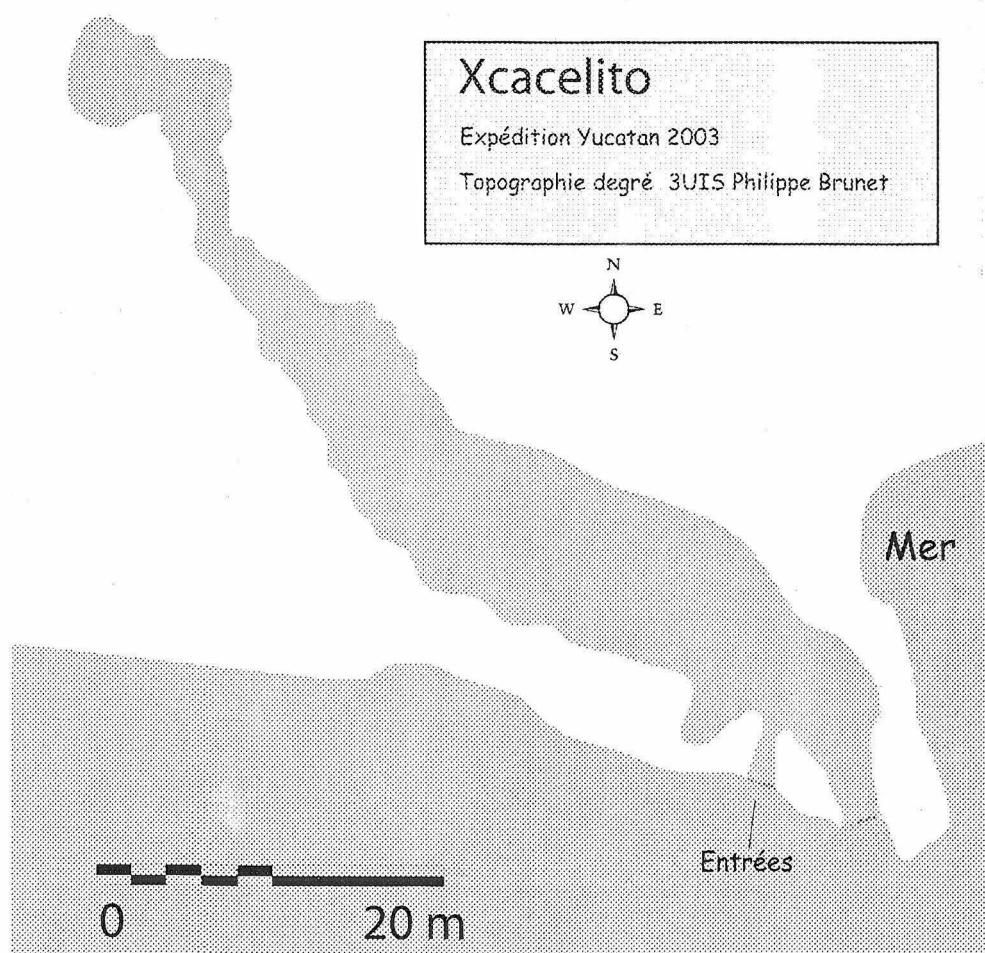 Xcacelito
Expédition Yucatan 2003
Topographie degré 3UIS Philippe Brunet
N
W E
S
Mer
Entrées
0 20 m